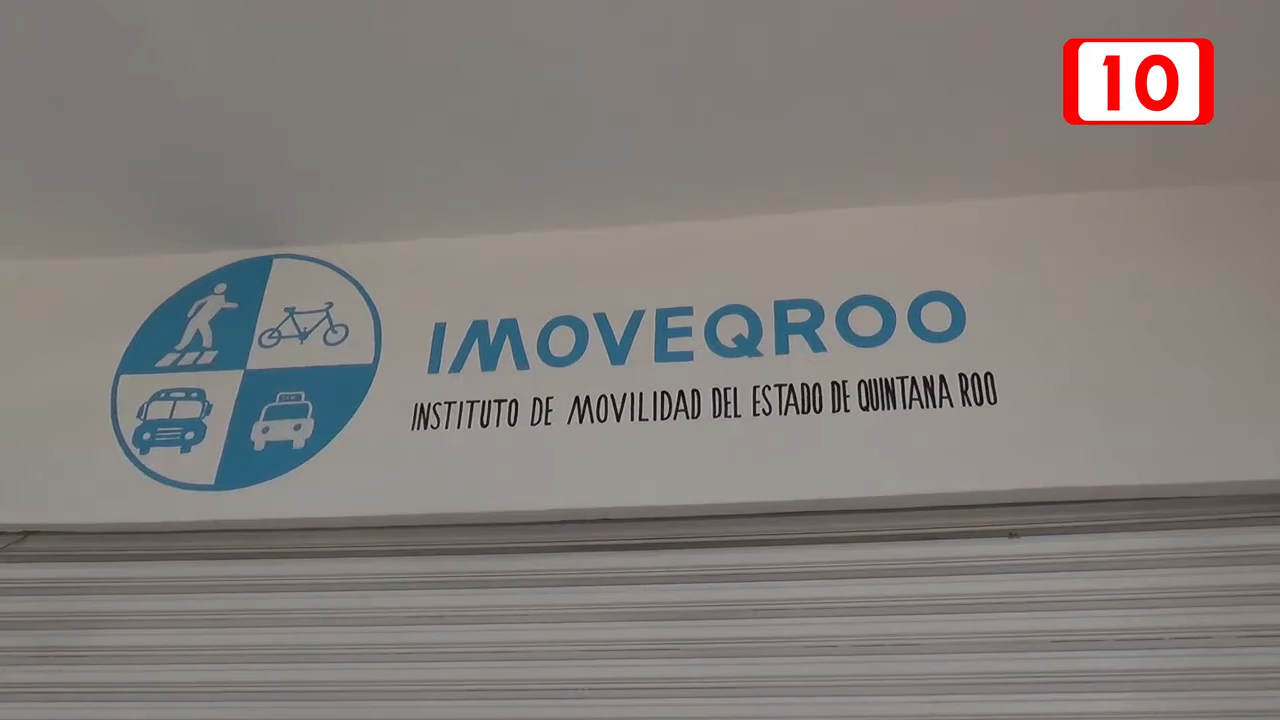 10
IMOVEQROO
INSTITUTO DE MOVILIDAD DEL ESTADO DE QUINTANA ROO